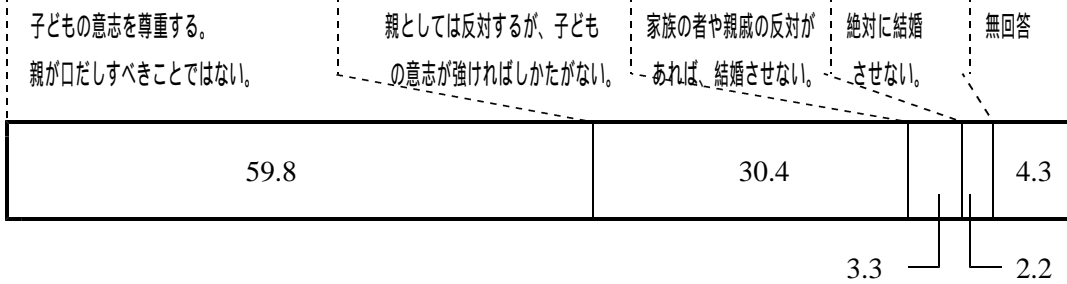 子どもの意志を尊重する。
親が口だしすべきことではない。
親としては反対するが、子ども
の意志が強ければしかたがない。
家族の者や親戚の反対が
あれば、結婚させない。
絶対に結婚
させない。
無回答
59.8
30.4
4.3
3.3
2.2